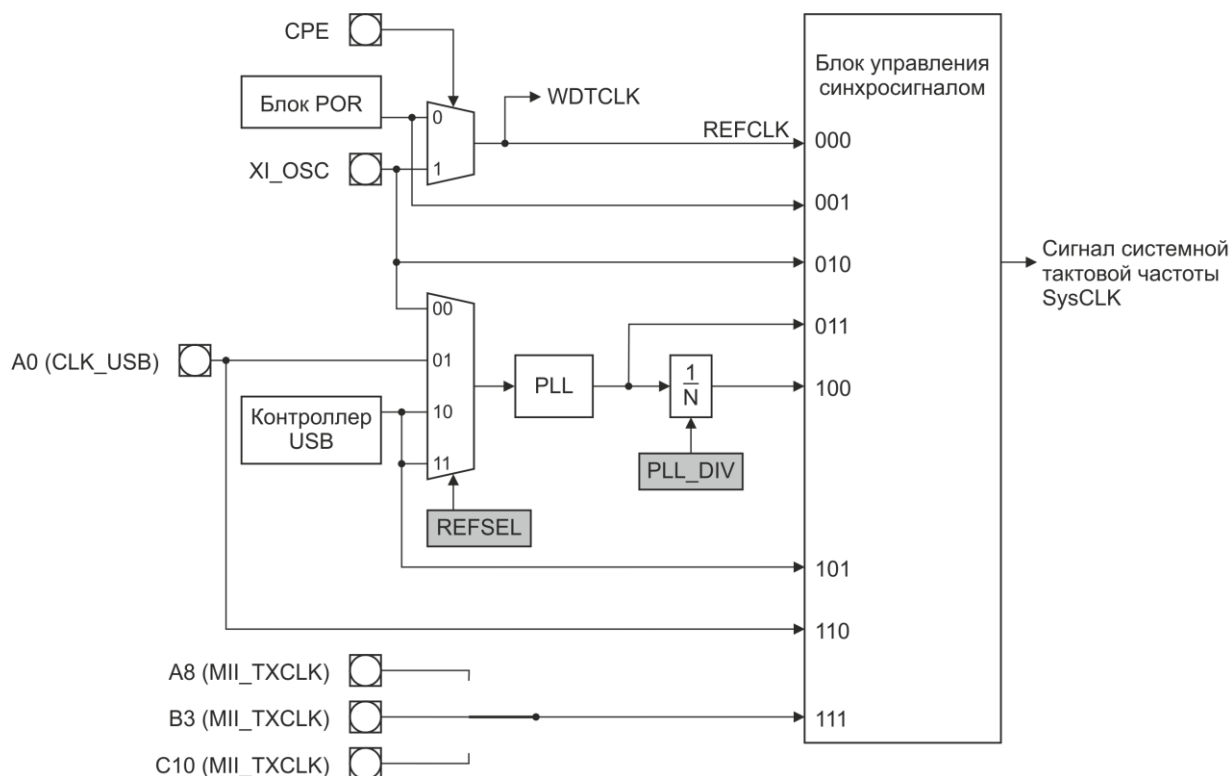 CPE
Блок управления
синхросигналом
Блок POR
0
WDTCLK
REFCLK
000
XI_OSC
1
001
010
Сигнал системной
тактовой частоты
SysCLK
00
011
A0 (CLK_USB)
01
PLL
1
N
100
Контроллер
USB
10
11
PLL_DIV
REFSEL
101
110
A8 (MII_TXCLK)
B3 (MII_TXCLK)
111
C10 (MII_TXCLK)